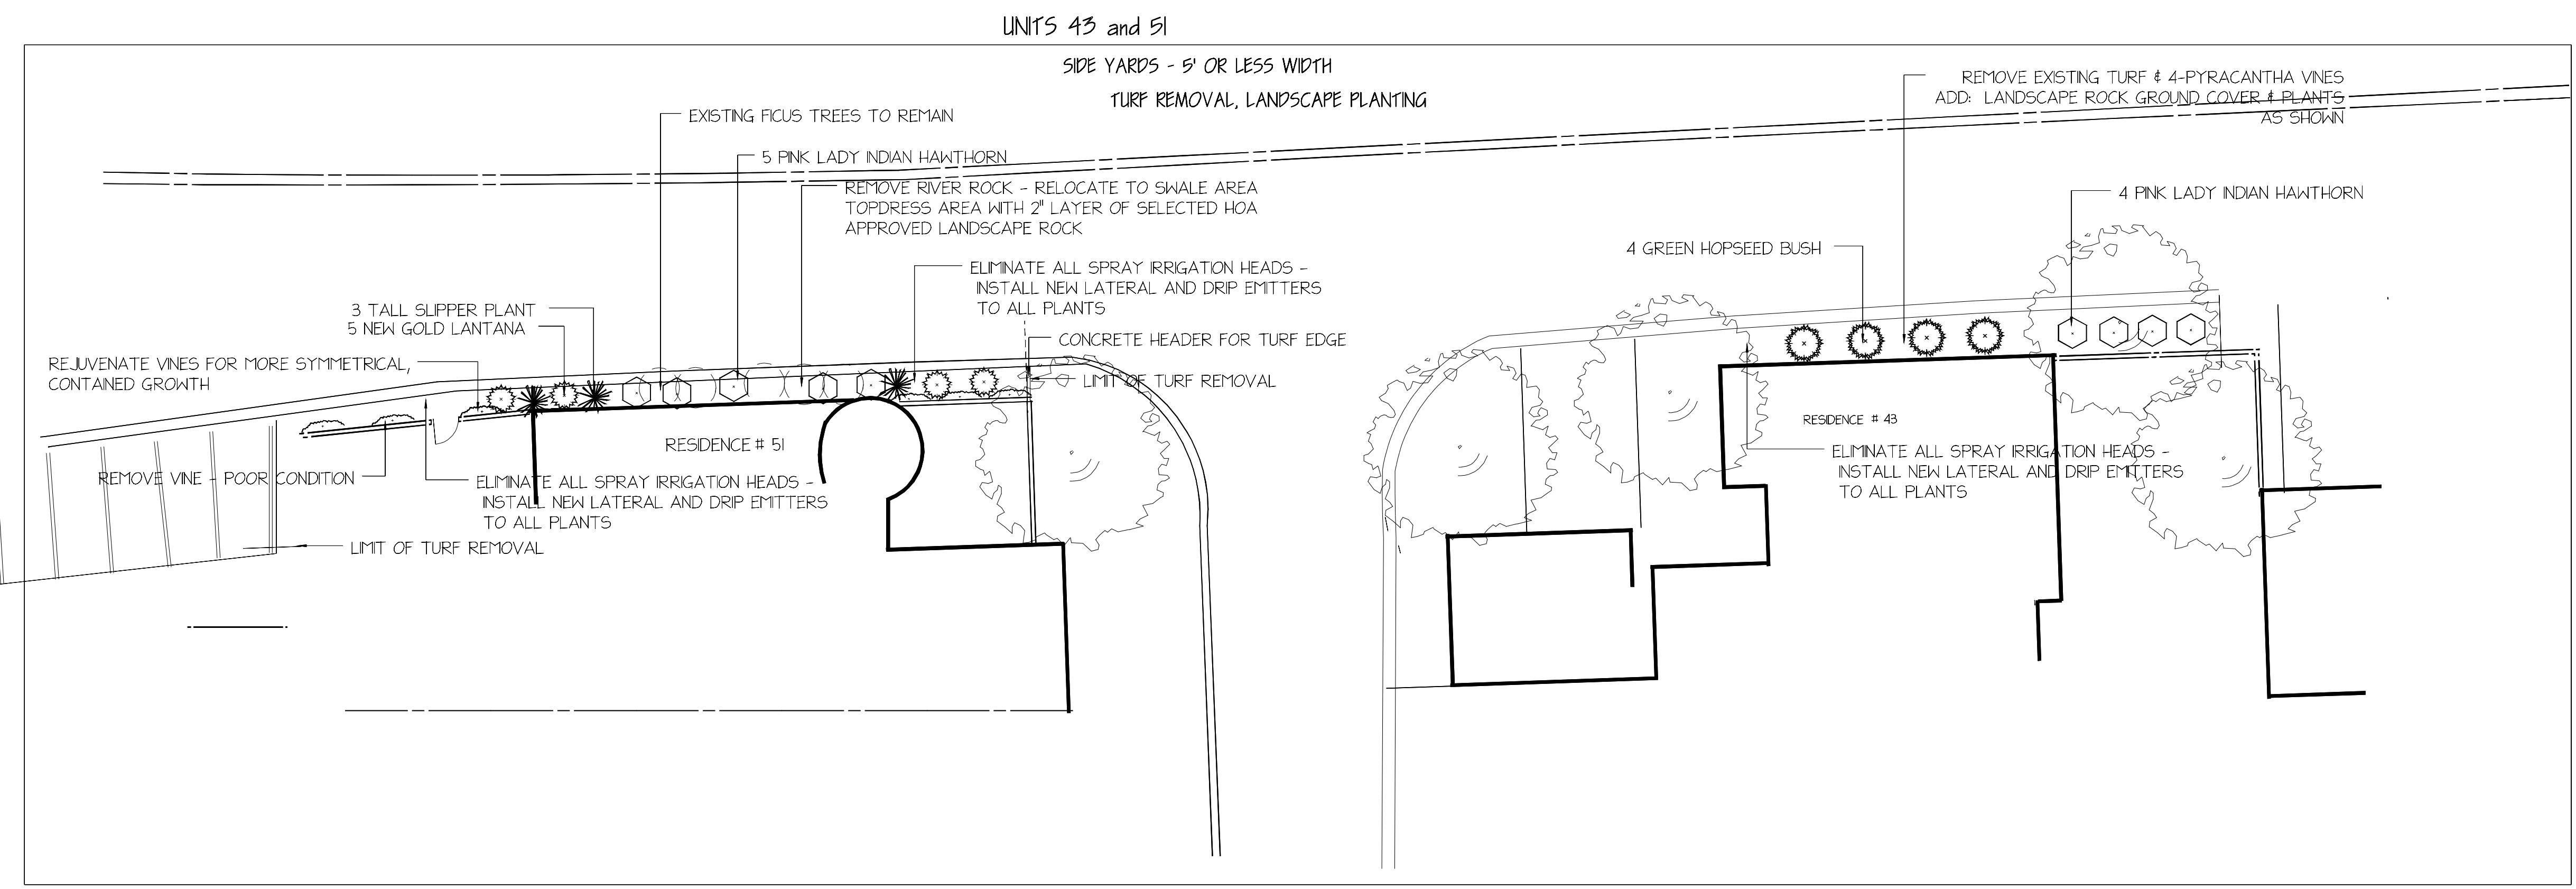 UNITS 43 and 51
SIDE YARDS - 5' OR LESS WIDTH
TURF REMOVAL, LANDSCAPE PLANTING
EXISTING FICUS TREES TO REMAIN
5 PINK LADY INDIAN HAWTHORN
REMOVE RIVER ROCK - RELOCATE TO SWALE AREA
TOPDRESS AREA WITH 2" LAYER OF SELECTED HOA
APPROVED LANDSCAPE ROCK
ELIMINATE ALL SPRAY IRRIGATION HEADS -
INSTALL NEW LATERAL AND DRIP EMITTERS
TO ALL PLANTS
3 TALL SLIPPER PLANT
5 NEW GOLD LANTANA
CONCRETE HEADER FOR TURF EDGE
LIMIT OF TURF REMOVAL
REJUVENATE VINES FOR MORE SYMMETRICAL,
CONTAINED GROWTH
RESIDENCE # 51
REMOVE VINE - POOR CONDITION
ELIMINATE ALL SPRAY IRRIGATION HEADS -
INSTALL NEW LATERAL AND DRIP EMITTERS
TO ALL PLANTS
LIMIT OF TURF REMOVAL
REMOVE EXISTING TURF & 4-PYRACANTHA VINES
ADD: LANDSCAPE ROCK GROUND COVER & PLANTS
AS SHOWN
4 PINK LADY INDIAN HAWTHORN
4 GREEN HOPSEED BUSH
RESIDENCE # 43
ELIMINATE ALL SPRAY IRRIGATION HEADS -
INSTALL NEW LATERAL AND DRIP EMITTERS
TO ALL PLANTS